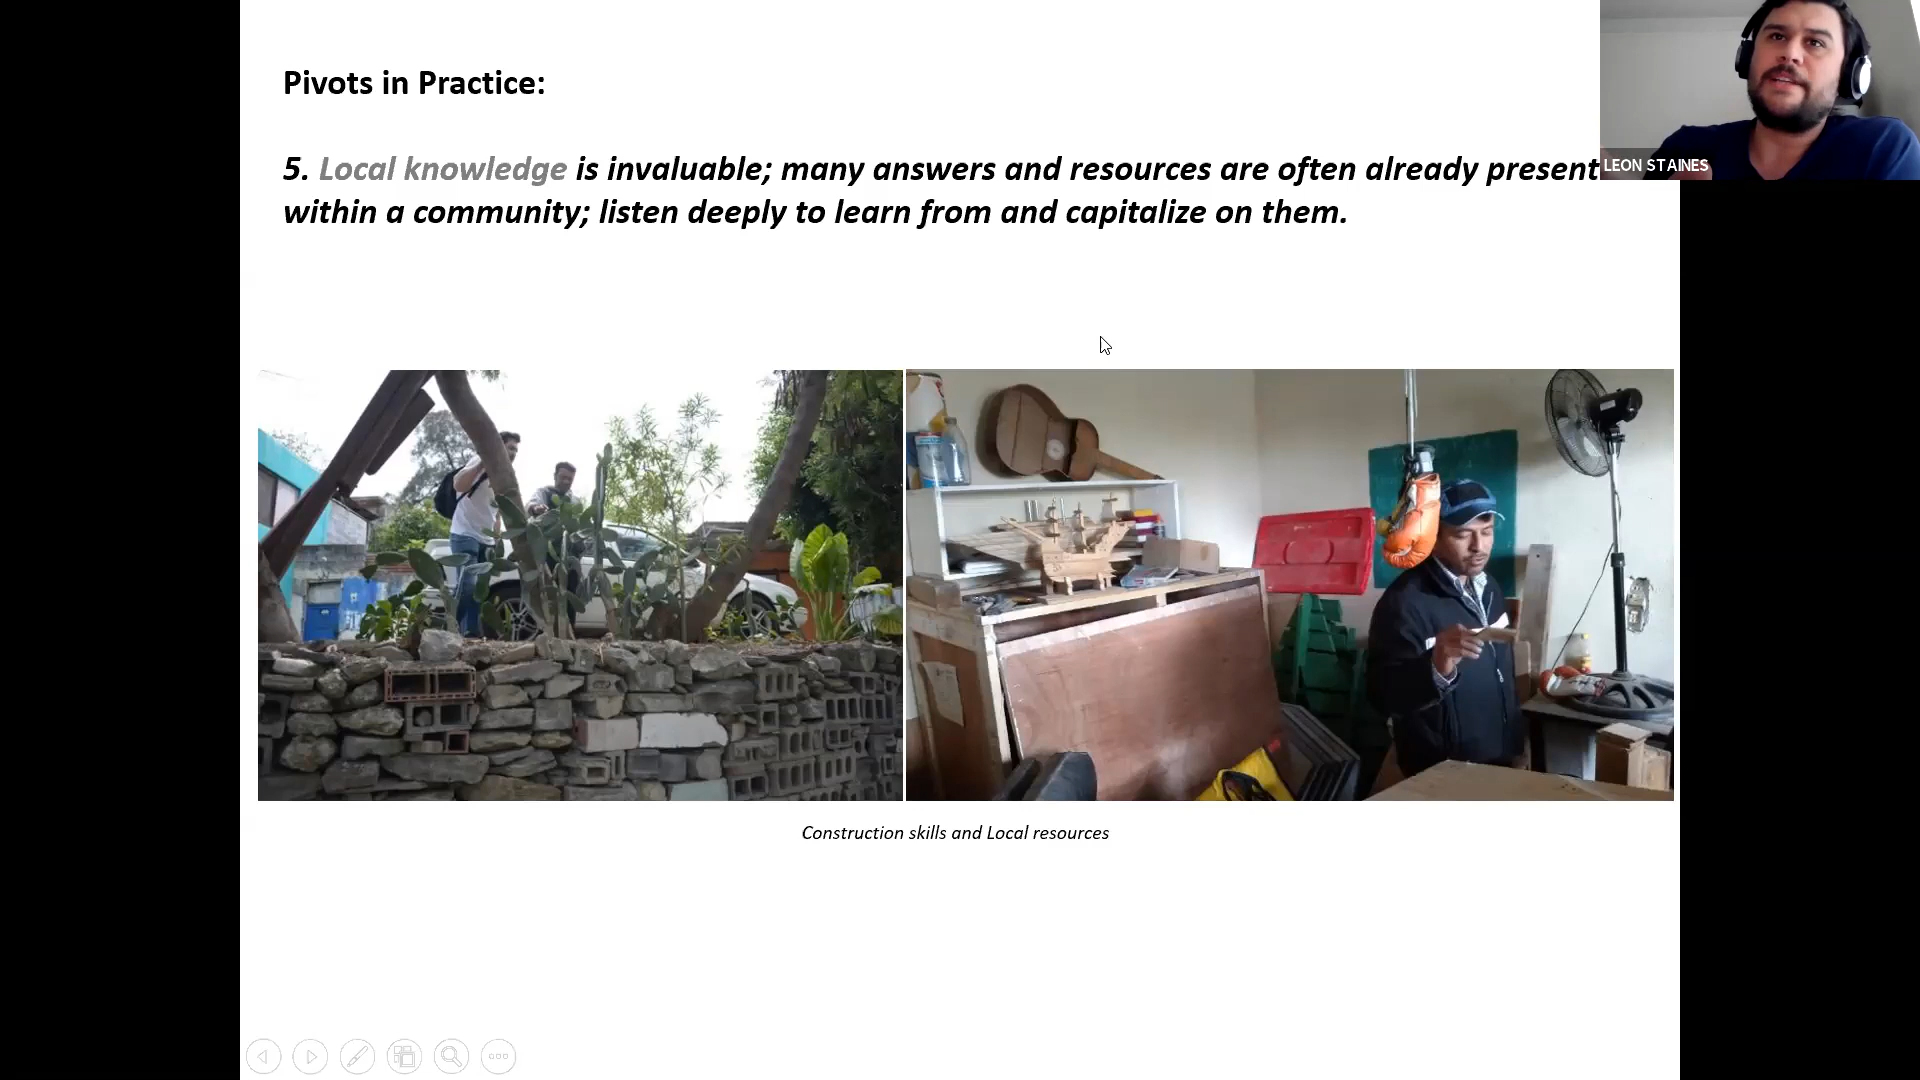 Pivots in Practice:
5. Local knowledge is invaluable; many answers and resources are often already present
within a community; listen deeply to learn from and capitalize on them.
LEON STAINES
Construction skills and Local resources